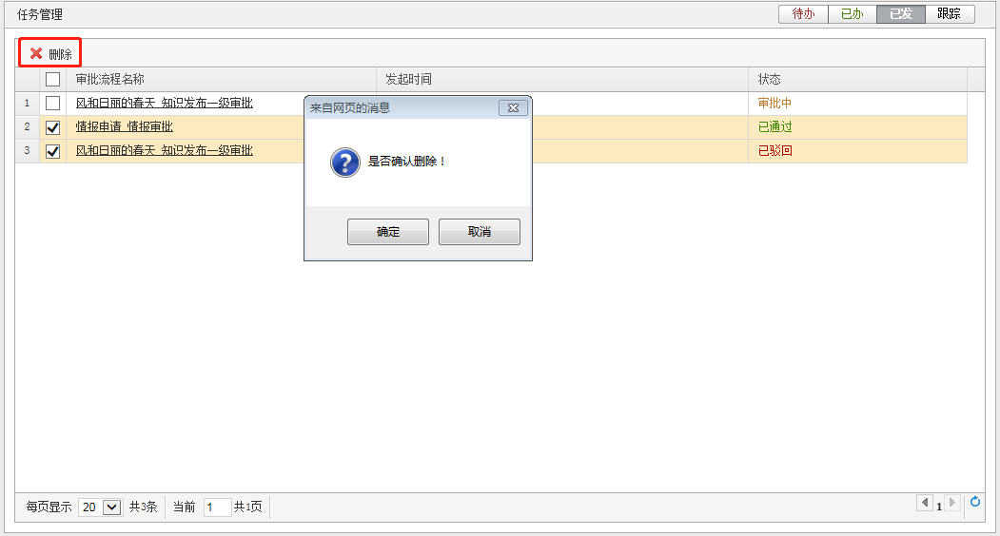 任务管理
待办 已办 已发 跟踪
删除
审批流程名称 发起时间 状态
1 风和日丽的春天_知识发布一级审批 审批中
2 情报申请_情报审批 已通过
3 风和日丽的春天_知识发布一级审批 已驳回
来自网页的消息
是否确认删除！
确定 取消
每页显示 20 共3条 当前 1 共1页 1